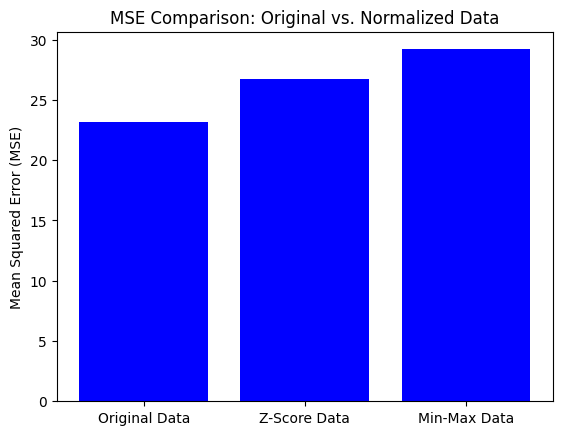 MSE Comparison: Original vs. Normalized Data
Mean Squared Error (MSE)
30
25
20
15
10
5
0
Original Data
Z-Score Data
Min-Max Data